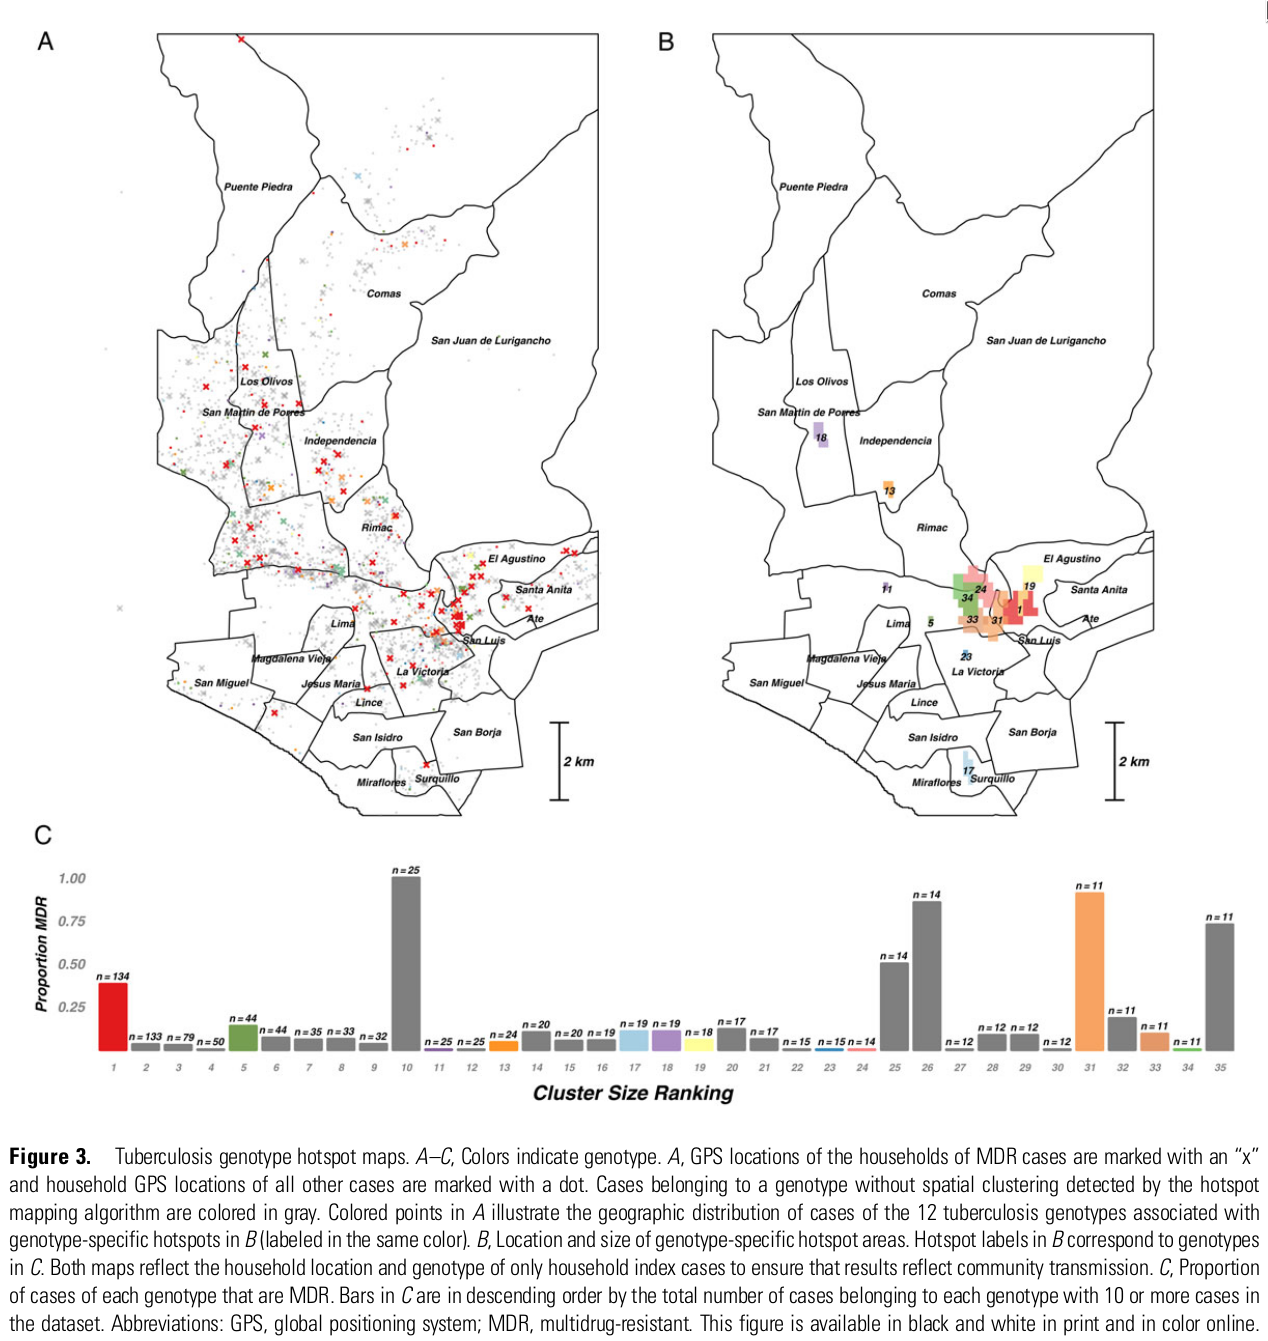 A
B
Puente Piedra
Comas
San Juan de Lurigancho
Los Olivos
San Martin de Porres
Independencia
Rimac
El Agustino
Santa Anita
Ate
Lima
San Luis
Magdalena Vieja
La Victoria
San Miguel
Jesus Maria
Lince
San Isidro
San Borja
Miraflores
Surquillo
2 km
Puente Piedra
Comas
San Juan de Lurigancho
Los Olivos
San Martin de Porres
18
Independencia
13
Rimac
El Agustino
11
24
19
Santa Anita
34
1
Lima
5
33
31
Ate
San Luis
23
Magdalena Vieja
La Victoria
San Miguel
Jesus Maria
Lince
San Isidro
San Borja
17
Miraflores
Surquillo
2 km
C
Proportion MDR
1.00
0.75
0.50
0.25
n=134 n=133 n=79 n=50 n=44 n=44 n=35 n=33 n=32 n=25 n=25 n=25 n=24 n=20 n=20 n=19 n=19 n=19 n=18 n=17 n=17 n=15 n=15 n=14 n=14 n=14 n=12 n=12 n=12 n=12 n=11 n=11 n=11 n=11 n=11
1 2 3 4 5 6 7 8 9 10 11 12 13 14 15 16 17 18 19 20 21 22 23 24 25 26 27 28 29 30 31 32 33 34 35
Cluster Size Ranking
Figure 3. Tuberculosis genotype hotspot maps. A–C, Colors indicate genotype. A, GPS locations of the households of MDR cases are marked with an “x”
and household GPS locations of all other cases are marked with a dot. Cases belonging to a genotype without spatial clustering detected by the hotspot
mapping algorithm are colored in gray. Colored points in A illustrate the geographic distribution of cases of the 12 tuberculosis genotypes associated with
genotype-specific hotspots in B (labeled in the same color). B, Location and size of genotype-specific hotspot areas. Hotspot labels in B correspond to genotypes
in C. Both maps reflect the household location and genotype of only household index cases to ensure that results reflect community transmission. C, Proportion
of cases of each genotype that are MDR. Bars in C are in descending order by the total number of cases belonging to each genotype with 10 or more cases in
the dataset. Abbreviations: GPS, global positioning system; MDR, multidrug-resistant. This figure is available in black and white in print and in color online.